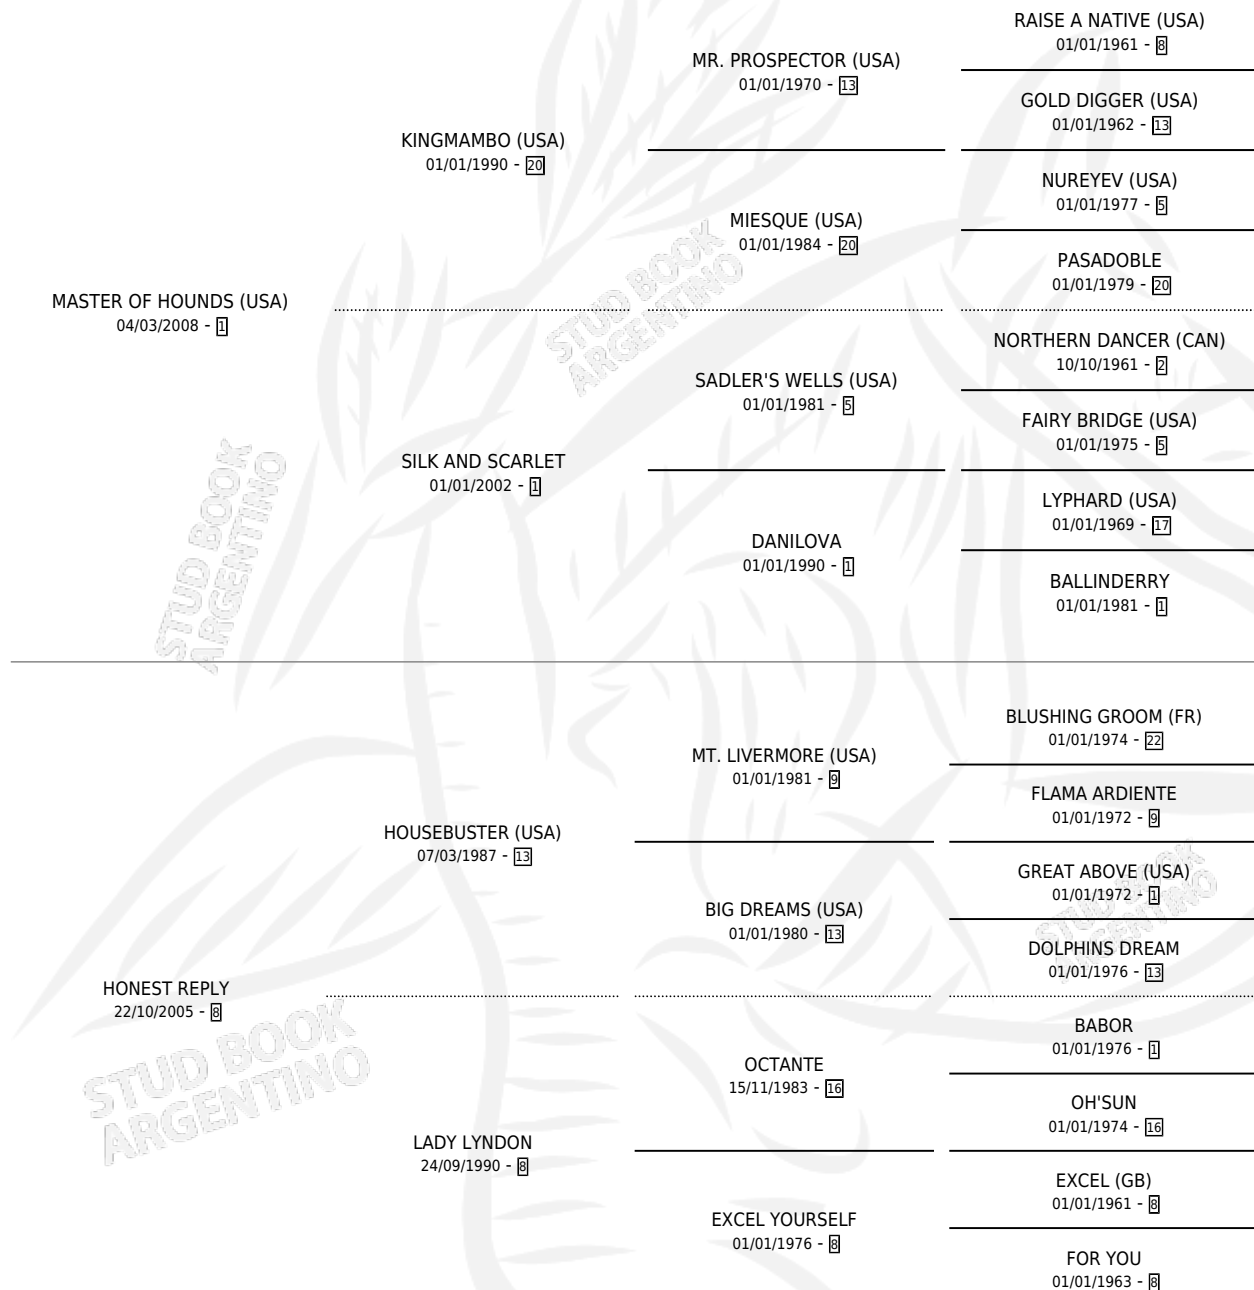 RAISE A NATIVE (USA)
01/01/1961 - 8
MR. PROSPECTOR (USA)
01/01/1970 - 13
GOLD DIGGER (USA)
01/01/1962 - 13
KINGMAMBO (USA)
01/01/1990 - 20
NUREYEV (USA)
01/01/1977 - 5
MIESQUE (USA)
01/01/1984 - 20
PASADOBLE
01/01/1979 - 20
MASTER OF HOUNDS (USA)
04/03/2008 - 1
STUD BOOK
ARGENTINO
NORTHERN DANCER (CAN)
10/10/1961 - 2
SADLER'S WELLS (USA)
01/01/1981 - 5
FAIRY BRIDGE (USA)
01/01/1975 - 5
SILK AND SCARLET
01/01/2002 - 1
LYPHARD (USA)
01/01/1969 - 17
DANILOVA
01/01/1990 - 1
BALLINDERRY
01/01/1981 - 1
STUD BOOK
ARGENTINO
BLUSHING GROOM (FR)
01/01/1974 - 22
MT. LIVERMORE (USA)
01/01/1981 - 9
FLAMA ARDIENTE
01/01/1972 - 9
HOUSEBUSTER (USA)
07/03/1987 - 13
GREAT ABOVE (USA)
01/01/1972 - 1
BIG DREAMS (USA)
01/01/1980 - 13
STUD BOOK
ARGENTINO
DOLPHINS DREAM
01/01/1976 - 13
HONEST REPLY
22/10/2005 - 8
STUD BOOK
ARGENTINO
BABOR
01/01/1976 - 1
OCTANTE
15/11/1983 - 16
OH'SUN
01/01/1974 - 16
LADY LYNDON
24/09/1990 - 8
EXCEL (GB)
01/01/1961 - 8
EXCEL YOURSELF
01/01/1976 - 8
FOR YOU
01/01/1963 - 8